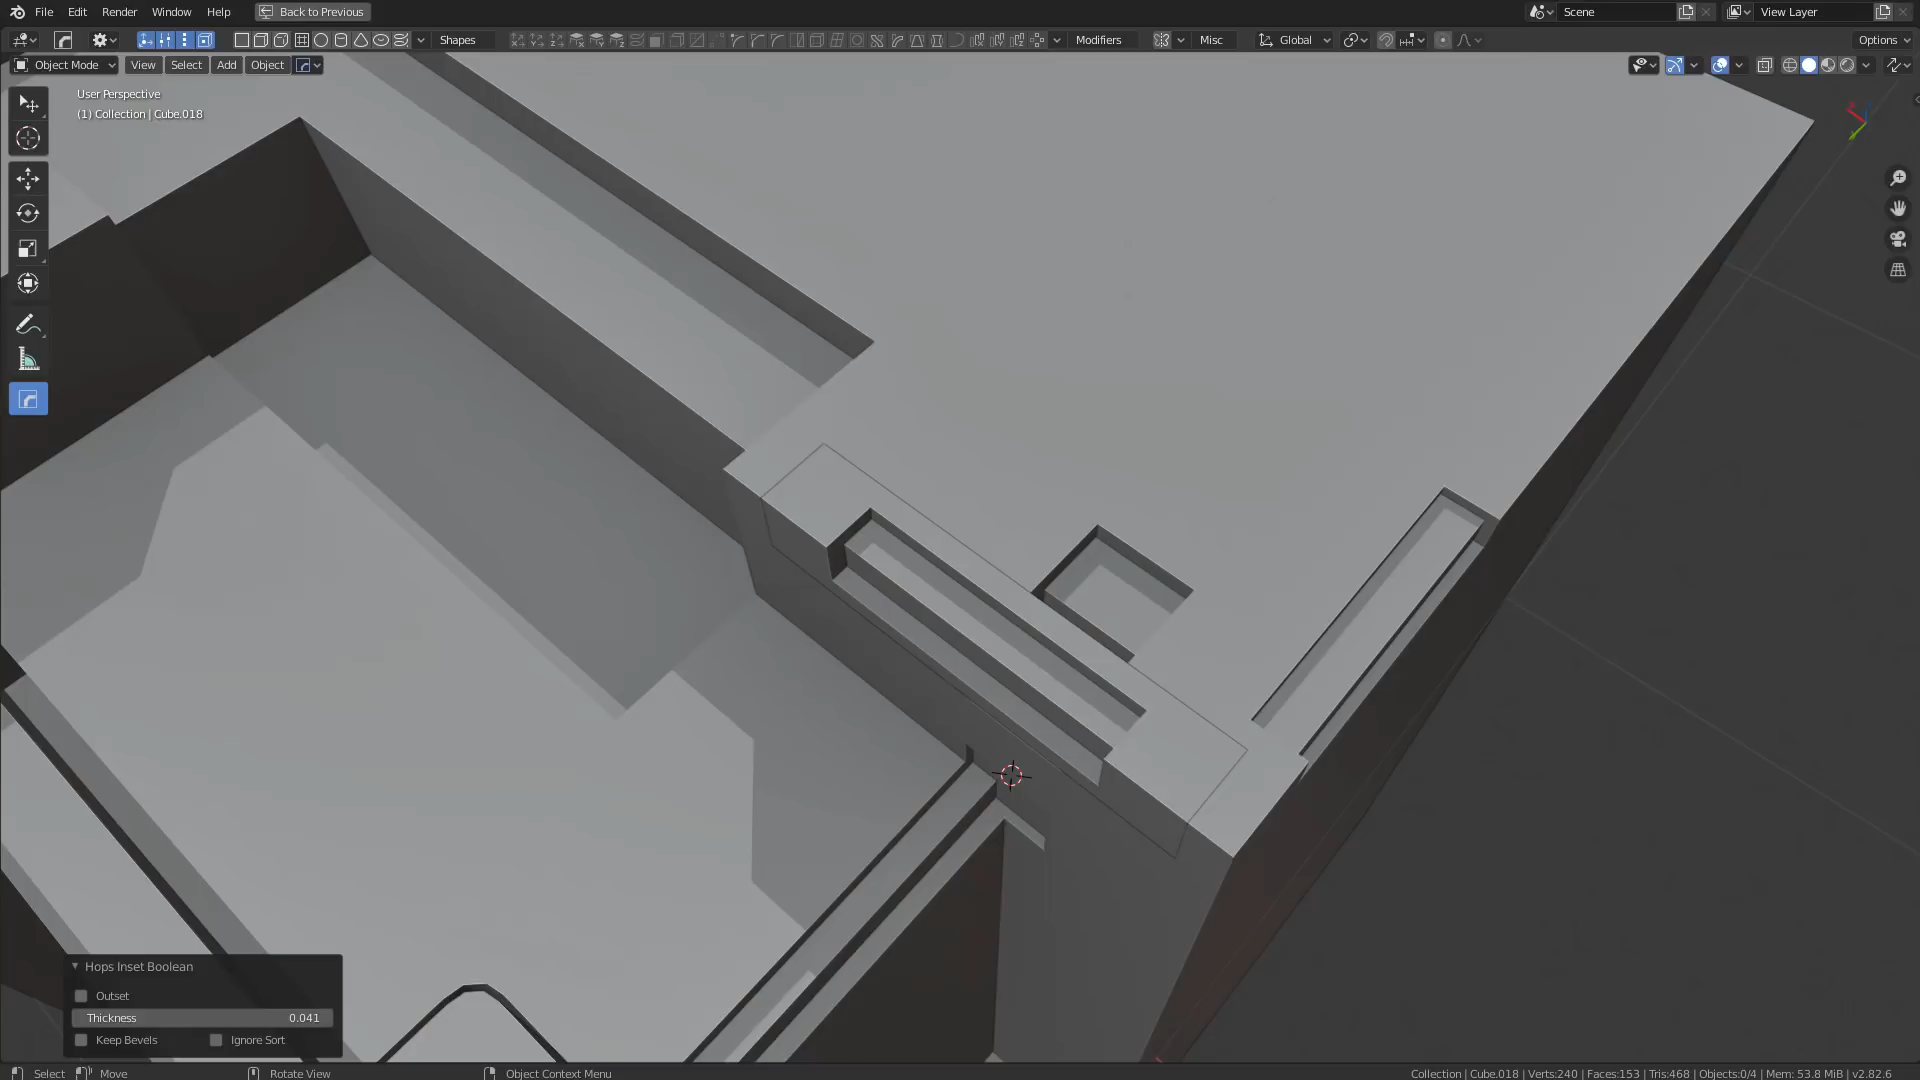 File Edit Render Window Help Back to Previous Scene View Layer
Shapes Modifiers Misc Global Options
Object Mode View Select Add Object
User Perspective
(1) Collection | Cube.018
Hops Inset Boolean
Outset
Thickness 0.041
Keep Bevels Ignore Sort
Select Move Rotate View Object Context Menu Collection | Cube.018 | Verts:240 | Faces:153 | Tris:468 | Objects:0/4 | Mem: 53.8 MiB | v2.82.6